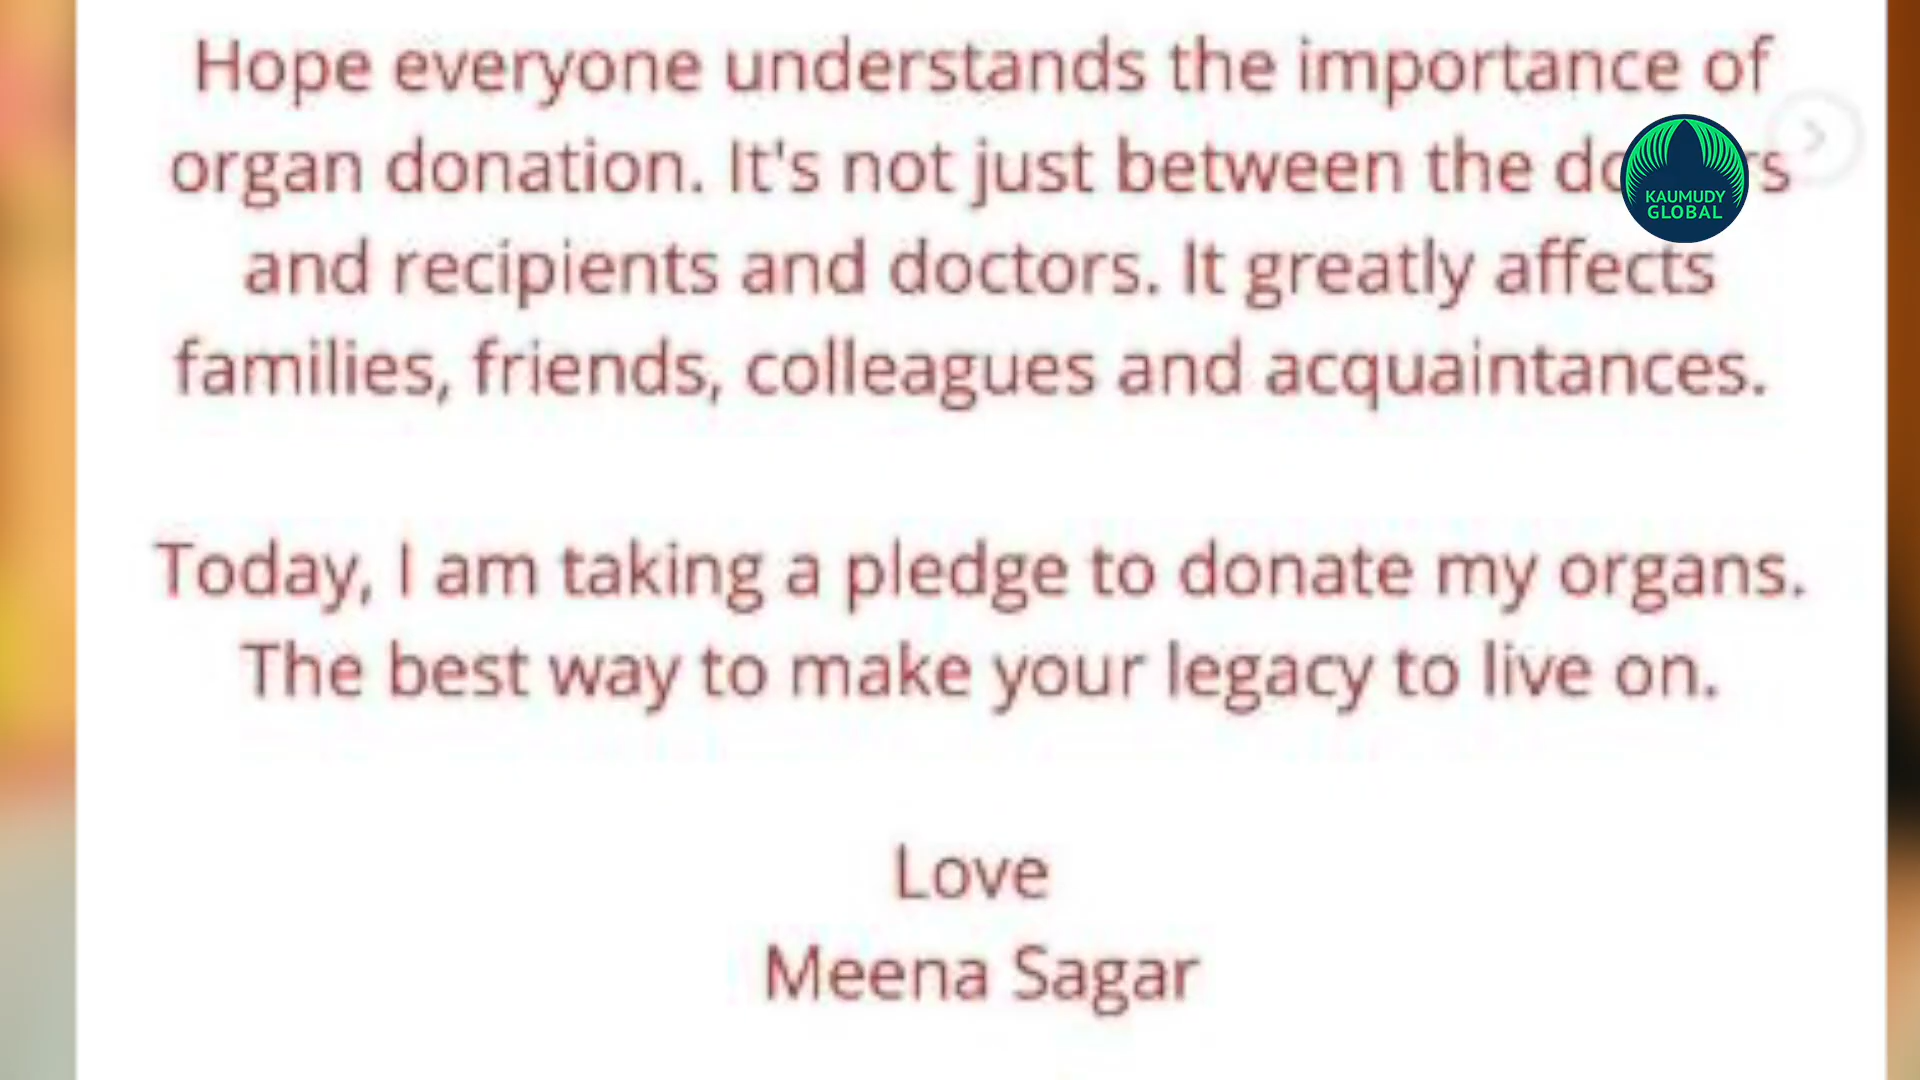 Hope everyone understands the importance of
organ donation. It's not just between the
and recipients and doctors. It greatly affects
families, friends, colleagues and acquaintances.
Today, I am taking a pledge to donate my organs.
The best way to make your legacy to live on.
Love
Meena Sagar
KAUMUDY
GLOBAL